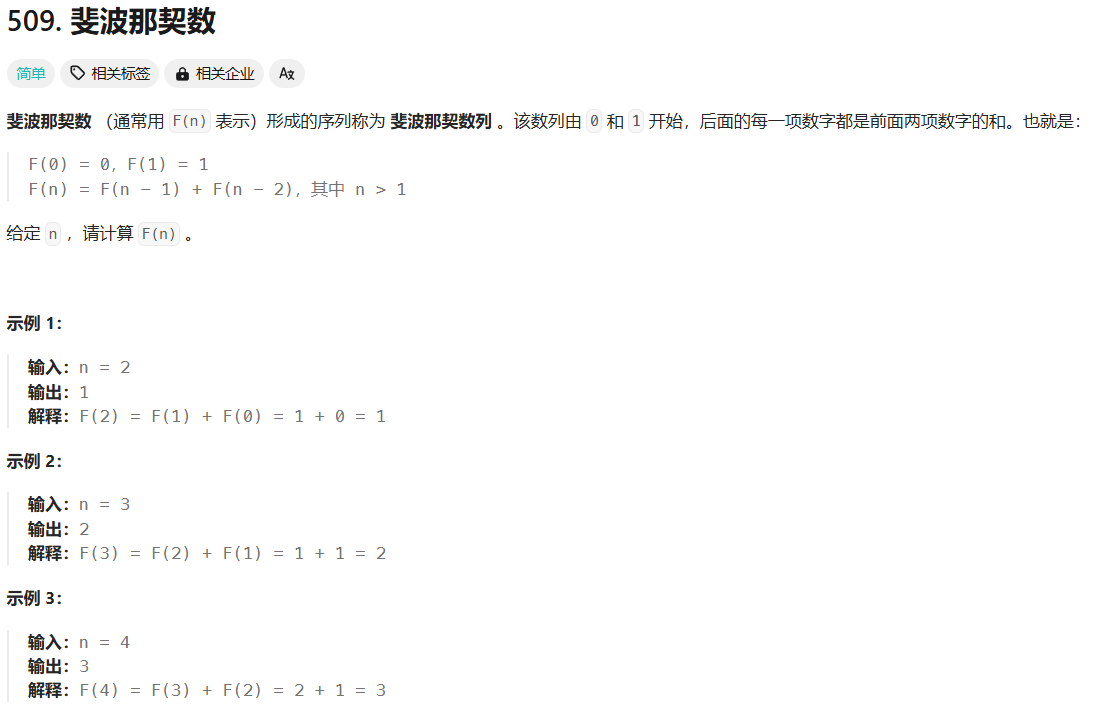 509. 斐波那契数
简单 相关标签 相关企业 Ax
斐波那契数 （通常用 F(n) 表示）形成的序列称为 斐波那契数列 。该数列由 0 和 1 开始，后面的每一项数字都是前面两项数字的和。也就是：
F(0) = 0，F(1) = 1
F(n) = F(n - 1) + F(n - 2)，其中 n > 1
给定 n ，请计算 F(n) 。
示例 1：
输入：n = 2
输出：1
解释：F(2) = F(1) + F(0) = 1 + 0 = 1
示例 2：
输入：n = 3
输出：2
解释：F(3) = F(2) + F(1) = 1 + 1 = 2
示例 3：
输入：n = 4
输出：3
解释：F(4) = F(3) + F(2) = 2 + 1 = 3